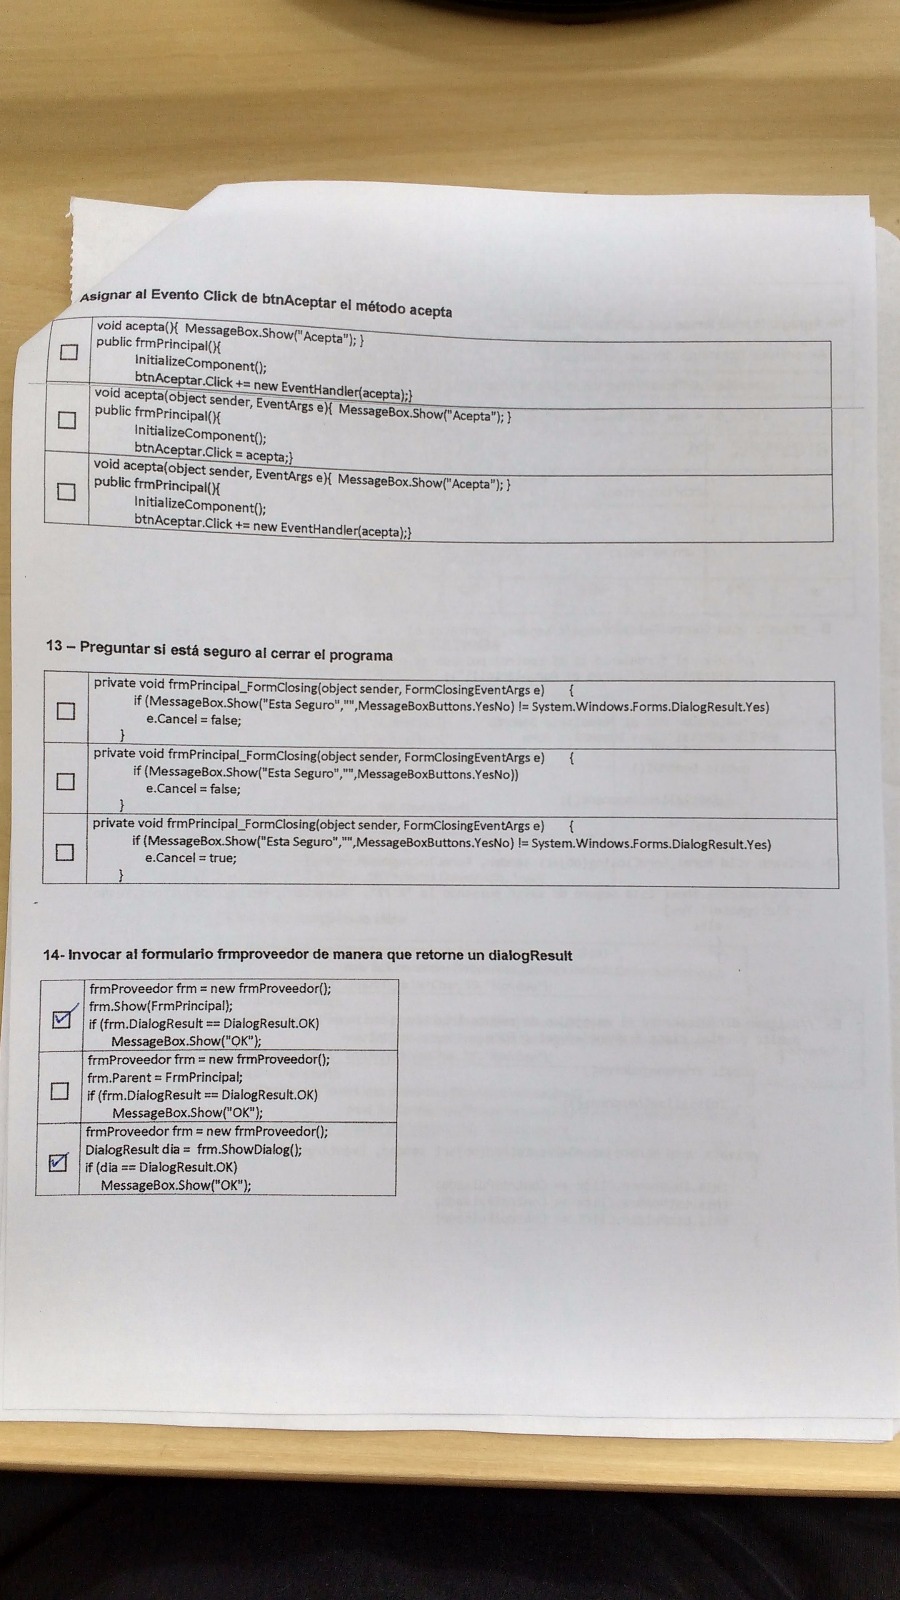 Asignar al Evento Click de btnAceptar el método acepta
void acepta(){ MessageBox.Show("Acepta"); }
public frmPrincipal(){
InitializeComponent();
btnAceptar.Click += new EventHandler(acepta);}
void acepta(object sender, EventArgs e){ MessageBox.Show("Acepta"); }
public frmPrincipal(){
InitializeComponent();
btnAceptar.Click = acepta;}
void acepta(object sender, EventArgs e){ MessageBox.Show("Acepta"); }
public frmPrincipal(){
InitializeComponent();
btnAceptar.Click += new EventHandler(acepta);}
13 – Preguntar si está seguro al cerrar el programa
private void frmPrincipal_FormClosing(object sender, FormClosingEventArgs e) {
if (MessageBox.Show("Esta Seguro","",MessageBoxButtons.YesNo) != System.Windows.Forms.DialogResult.Yes)
e.Cancel = false;
}
private void frmPrincipal_FormClosing(object sender, FormClosingEventArgs e) {
if (MessageBox.Show("Esta Seguro","",MessageBoxButtons.YesNo))
e.Cancel = false;
}
private void frmPrincipal_FormClosing(object sender, FormClosingEventArgs e) {
if (MessageBox.Show("Esta Seguro","",MessageBoxButtons.YesNo) != System.Windows.Forms.DialogResult.Yes)
e.Cancel = true;
}
14- Invocar al formulario frmproveedor de manera que retorne un dialogResult
frmProveedor frm = new frmProveedor();
frm.Show(FrmPrincipal);
if (frm.DialogResult == DialogResult.OK)
MessageBox.Show("OK");
frmProveedor frm = new frmProveedor();
frm.Parent = FrmPrincipal;
if (frm.DialogResult == DialogResult.OK)
MessageBox.Show("OK");
frmProveedor frm = new frmProveedor();
DialogResult dia = frm.ShowDialog();
if (dia == DialogResult.OK)
MessageBox.Show("OK");